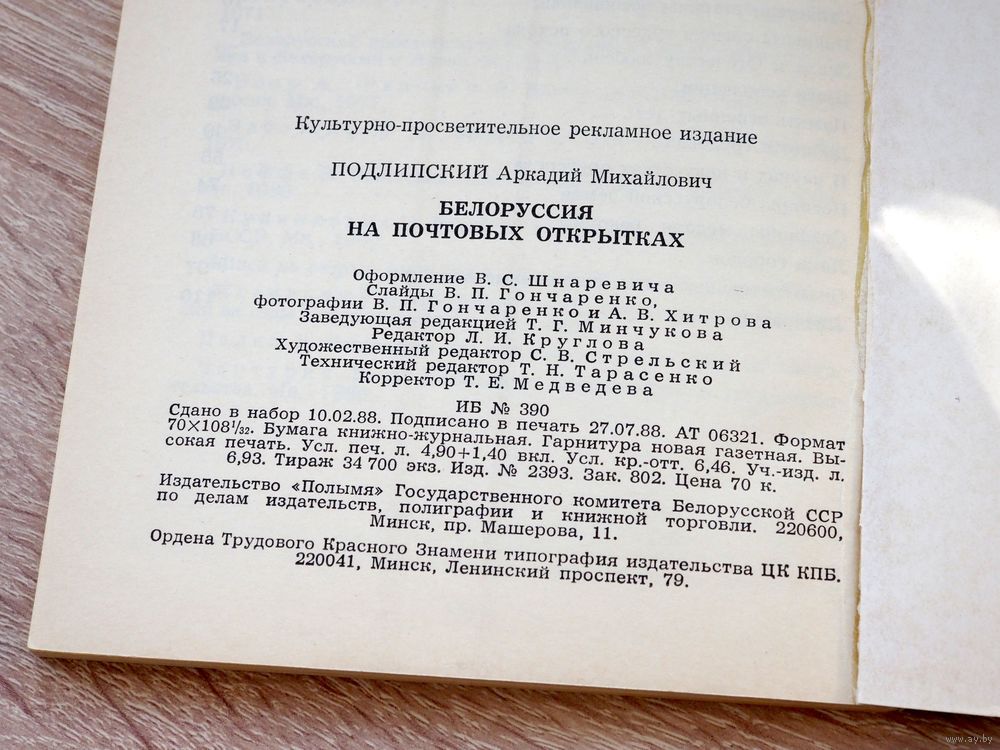 Культурно-просветительное рекламное издание
ПОДЛИПСКИЙ Аркадий Михайлович
БЕЛОРУССИЯ
НА ПОЧТОВЫХ ОТКРЫТКАХ
Оформление В. С. Шнаревича
Слайды В. П. Гончаренко,
фотографии В. П. Гончаренко и А. В. Хитрова
Заведующая редакцией Т. Г. Минчукова
Редактор Л. И. Круглова
Художественный редактор С. В. Стрельский
Технический редактор Т. Н. Тарасенко
Корректор Т. Е. Медведева
ИБ № 390
Сдано в набор 10.02.88. Подписано в печать 27.07.88. АТ 06321. Формат
70×108¹/₃₂. Бумага книжно-журнальная. Гарнитура новая газетная. Вы-
сокая печать. Усл. печ. л. 4,90+1,40 вкл. Усл. кр.-отт. 6,46. Уч.-изд. л.
6,93. Тираж 34 700 экз. Изд. № 2393. Зак. 802. Цена 70 к.
Издательство «Полымя» Государственного комитета Белорусской ССР
по делам издательств, полиграфии и книжной торговли. 220600,
Минск, пр. Машерова, 11.
Ордена Трудового Красного Знамени типография издательства ЦК КПБ.
220041, Минск, Ленинский проспект, 79.
www.ay.by